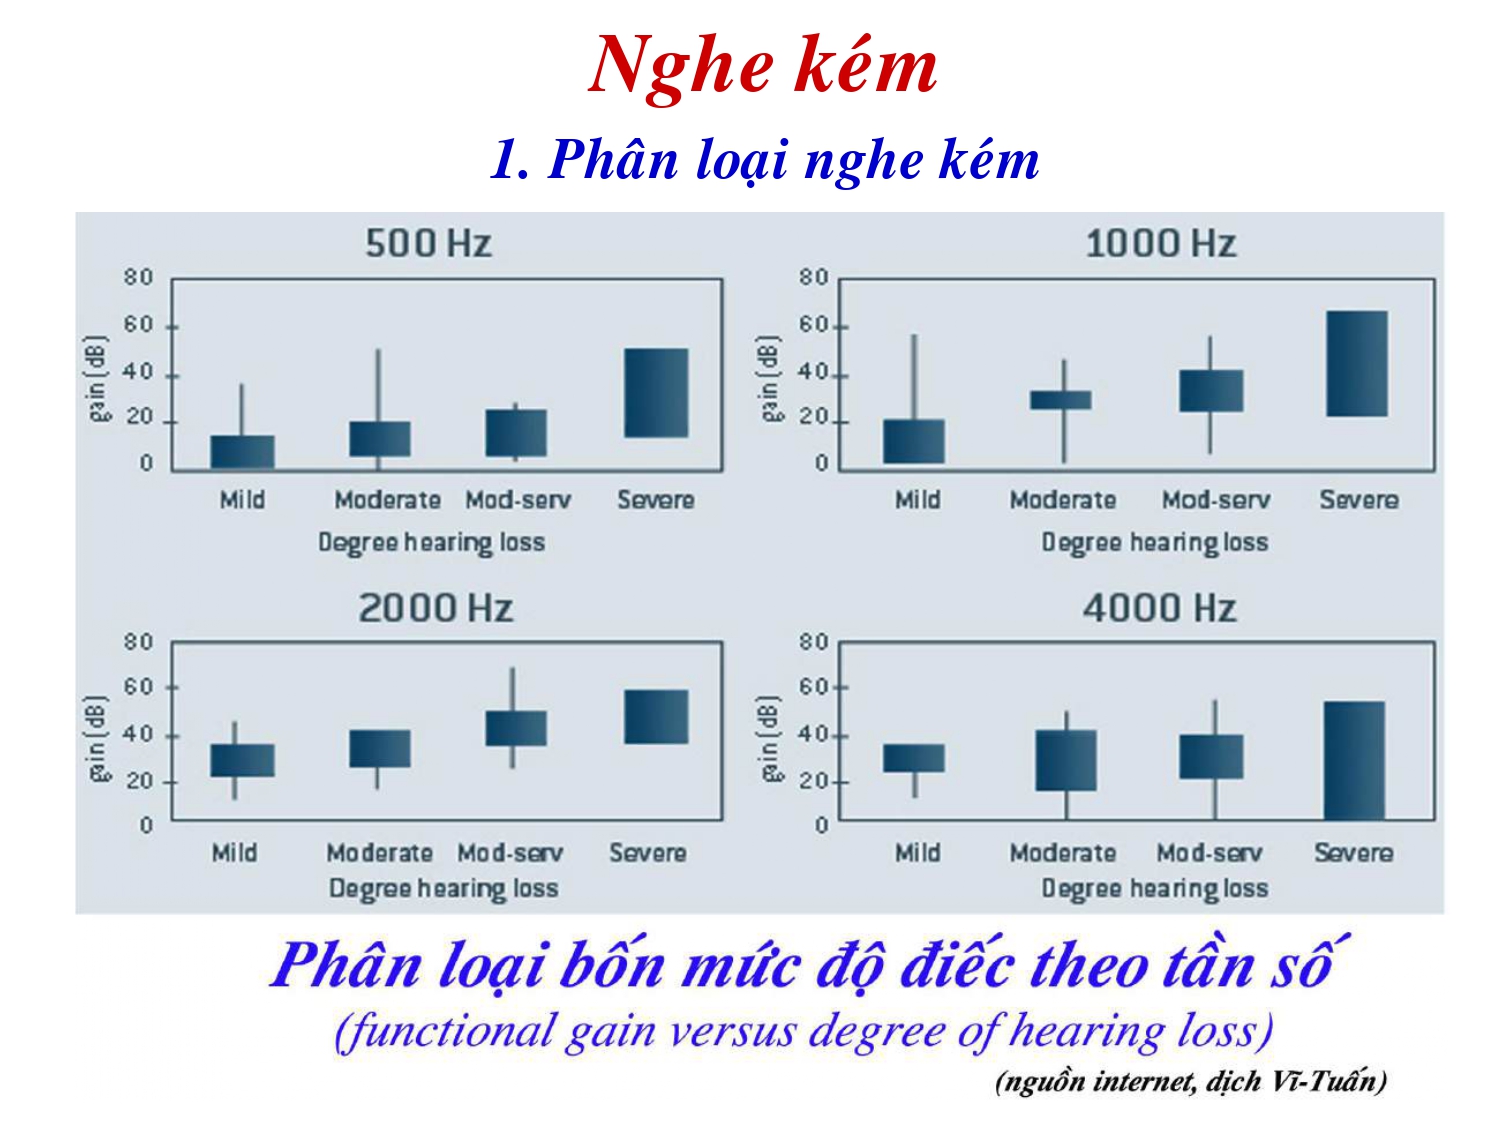 Nghe kém
1. Phân loại nghe kém
500 Hz
80
60
40
20
0
gain (dB)
Mild Moderate Mod-serv Severe
Degree hearing loss
1000 Hz
80
60
40
20
0
gain (dB)
Mild Moderate Mod-serv Severe
Degree hearing loss
2000 Hz
80
60
40
20
0
gain (dB)
Mild Moderate Mod-serv Severe
Degree hearing loss
4000 Hz
80
60
40
20
0
gain (dB)
Mild Moderate Mod-serv Severe
Degree hearing loss
Phân loại bốn mức độ điếc theo tần số
(functional gain versus degree of hearing loss)
(nguồn internet, dịch Vĩ-Tuấn)